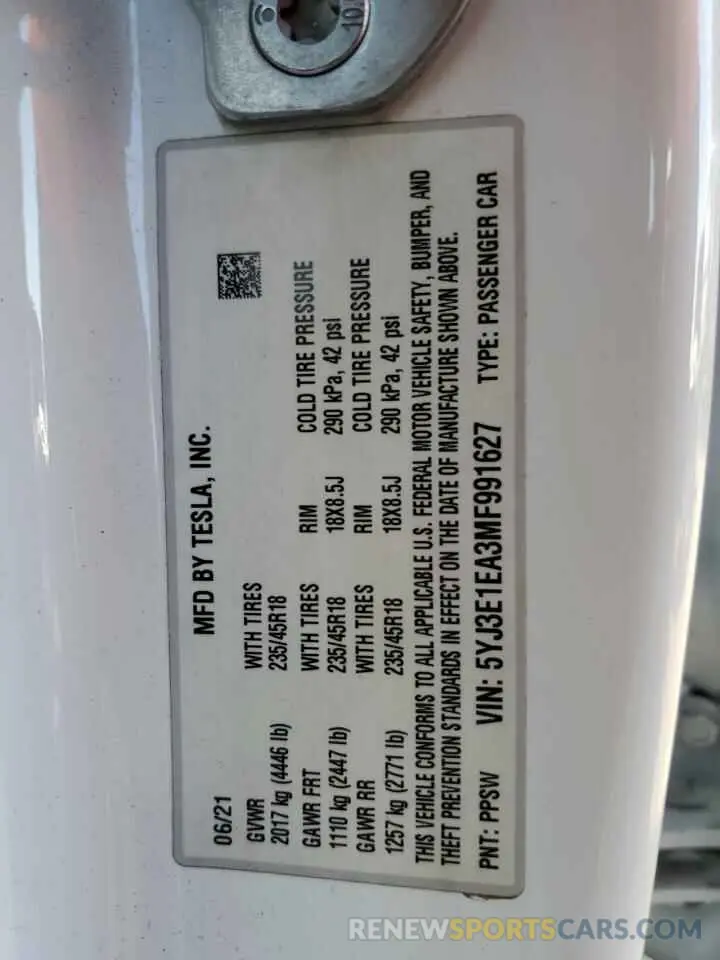 MFD BY TESLA, INC.
06/21
GVWR WITH TIRES
2017 kg (4446 lb) 235/45R18
GAWR FRT WITH TIRES RIM COLD TIRE PRESSURE
1110 kg (2447 lb) 235/45R18 18X8.5J 290 kPa, 42 psi
GAWR RR WITH TIRES RIM COLD TIRE PRESSURE
1257 kg (2771 lb) 235/45R18 18X8.5J 290 kPa, 42 psi
THIS VEHICLE CONFORMS TO ALL APPLICABLE U.S. FEDERAL MOTOR VEHICLE SAFETY, BUMPER, AND
THEFT PREVENTION STANDARDS IN EFFECT ON THE DATE OF MANUFACTURE SHOWN ABOVE.
PNT: PPSW VIN: 5YJ3E1EA3MF991627 TYPE: PASSENGER CAR
RENEWSPORTSCARS.COM